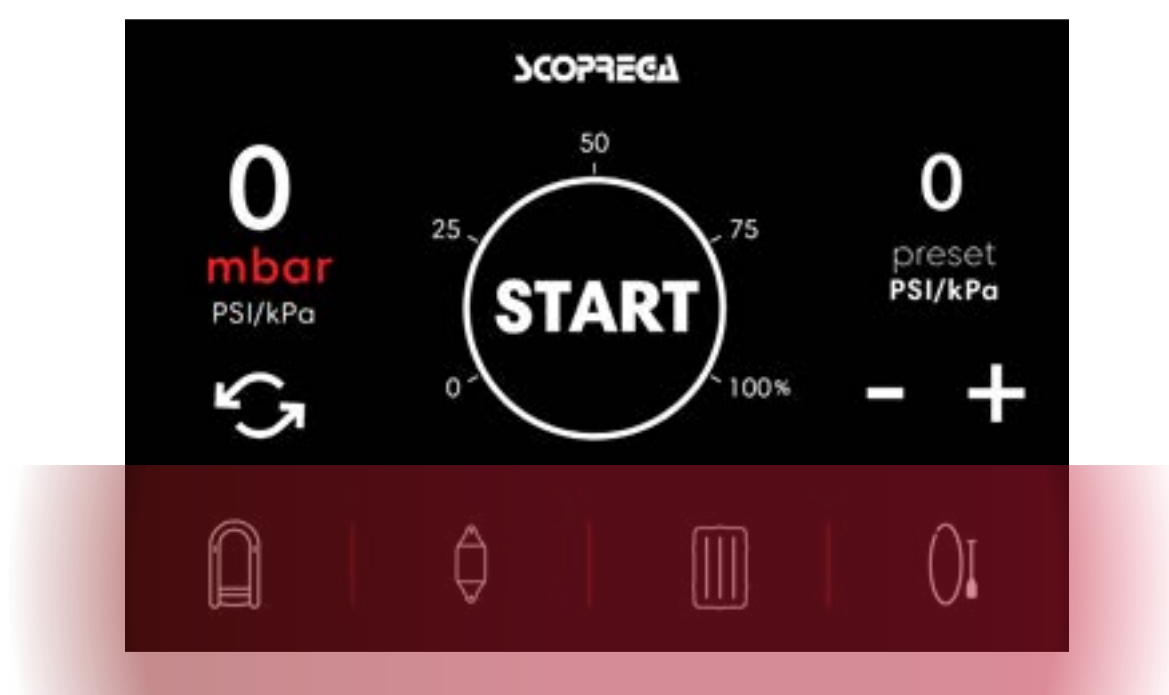 SCOPREGA
0
mbar
PSI/kPa
0
25
50
75
100%
START
0
preset
PSI/kPa
- +